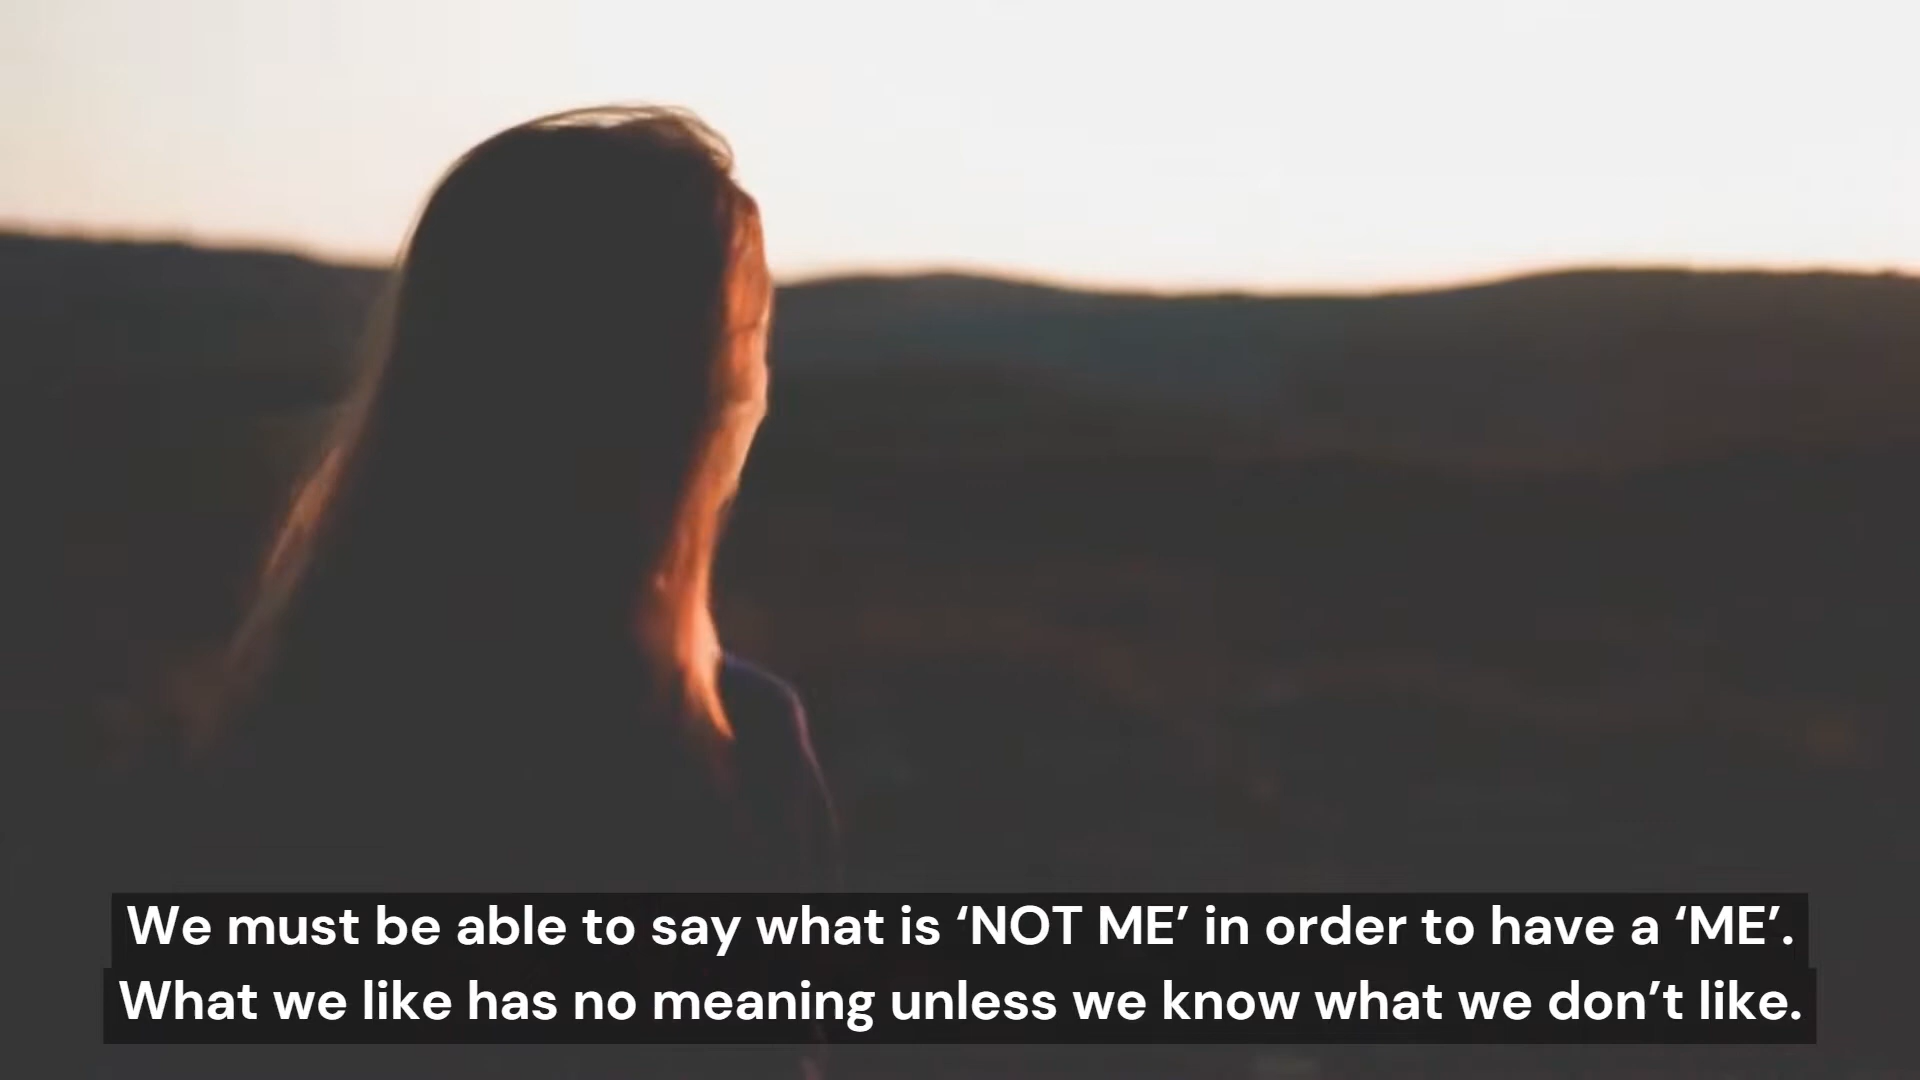 We must be able to say what is ‘NOT ME’ in order to have a ‘ME’.
What we like has no meaning unless we know what we don’t like.